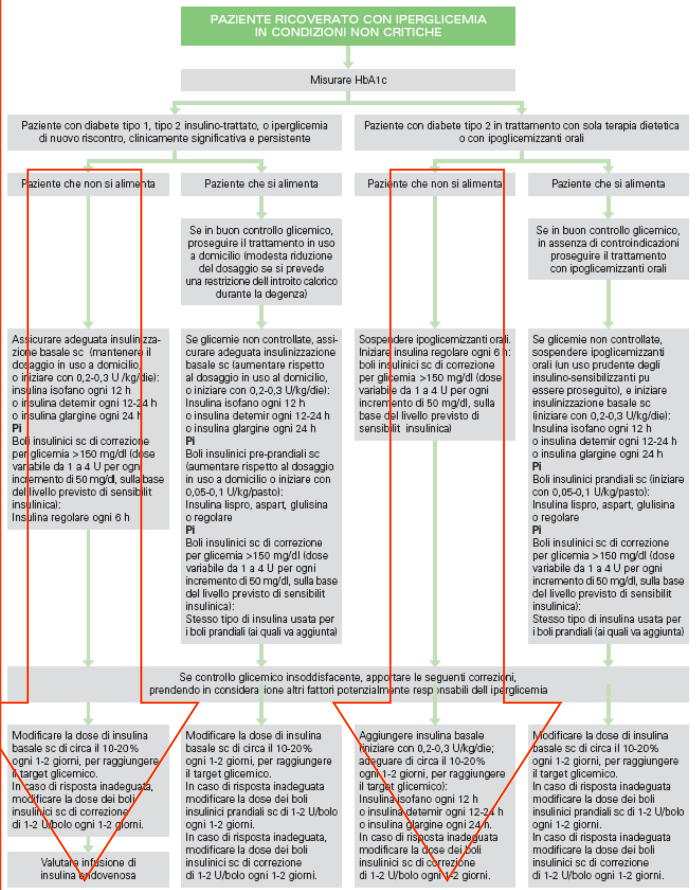 PAZIENTE RICOVERATO CON IPERGLICEMIA
IN CONDIZIONI NON CRITICHE
Misurare HbA1c
Paziente con diabete tipo 1, tipo 2 insulino-trattato, o iperglicemia
di nuovo riscontro, clinicamente significativa e persistente
Paziente con diabete tipo 2 in trattamento con sola terapia dietetica
o con ipoglicemizzanti orali
Paziente che non si alimenta
Paziente che si alimenta
Paziente che non si alimenta
Paziente che si alimenta
Se in buon controllo glicemico,
proseguire il trattamento in uso
a domicilio (modesta riduzione
del dosaggio se si prevede
una restrizione dell introito calorico
durante la degenza)
Se in buon controllo glicemico,
in assenza di controindicazioni
proseguire il trattamento
con ipoglicemizzanti orali
Assicurare adeguata insulinizza-
zione basale sc (mantenere il
dosaggio in uso a domicilio,
o iniziare con 0,2-0,3 U /kg/die):
insulina isofano ogni 12 h
o insulina detemir ogni 12-24 h
o insulina glargine ogni 24 h
Pi
Boli insulinici sc di correzione
per glicemia >150 mg/dl (dose
variabile da 1 a 4 U per ogni
incremento di 50 mg/dl, sulla base
del livello previsto di sensibilit
insulinica):
Insulina regolare ogni 6 h
Se glicemie non controllate, assi-
curare adeguata insulinizzazione
basale sc (aumentare rispetto
al dosaggio in uso al domicilio,
o iniziare con 0,2-0,3 U/kg/die):
Insulina isofano ogni 12 h
o insulina detemir ogni 12-24 h
o insulina glargine ogni 24 h
Pi
Boli insulinici pre-prandiali sc
(aumentare rispetto al dosaggio
in uso a domicilio o iniziare con
0,05-0,1 U/kg/pasto):
Insulina lispro, aspart, glulisina
o regolare
Pi
Boli insulinici sc di correzione
per glicemia >150 mg/dl (dose
variabile da 1 a 4 U per ogni
incremento di 50 mg/dl, sulla base
del livello previsto di sensibilit
insulinica):
Stesso tipo di insulina usata per
i boli prandiali (ai quali va aggiunta)
Sospendere ipoglicemizzanti orali.
Iniziare insulina regolare ogni 6 h:
boli insulinici sc di correzione
per glicemia >150 mg/dl (dose
variabile da 1 a 4 U per ogni
incremento di 50 mg/dl, sulla
base del livello previsto di
sensibilit insulinica)
Se glicemie non controllate,
sospendere ipoglicemizzanti
orali (un uso prudente degli
insulino-sensibilizzanti pu
essere proseguito), e iniziare
insulinizzazione basale sc
(iniziare con 0,2-0,3 U/kg/die):
Insulina isofano ogni 12 h
o insulina detemir ogni 12-24 h
o insulina glargine ogni 24 h
Pi
Boli insulinici prandiali sc (iniziare
con 0,05-0,1 U/kg/pasto):
Insulina lispro, aspart, glulisina
o regolare
Pi
Boli insulinici sc di correzione
per glicemia >150 mg/dl (dose
variabile da 1 a 4 U per ogni
incremento di 50 mg/dl, sulla base
del livello previsto di sensibilit
insulinica):
Stesso tipo di insulina usata per
i boli prandiali (ai quali va aggiunta)
Se controllo glicemico insoddisfacente, apportare le seguenti correzioni,
prendendo in considerazione altri fattori potenzialmente responsabili dell iperglicemia
Modificare la dose di insulina
basale sc di circa il 10-20%
ogni 1-2 giorni, per raggiungere
il target glicemico.
In caso di risposta inadeguata,
modificare la dose dei boli
insulinici sc di correzione
di 1-2 U/bolo ogni 1-2 giorni.
Valutare infusione di
insulina endovenosa
Modificare la dose di insulina
basale sc di circa il 10-20%
ogni 1-2 giorni, per raggiungere
il target glicemico.
In caso di risposta inadeguata
modificare la dose dei boli
insulinici prandiali sc di 1-2 U/bolo
ogni 1-2 giorni.
In caso di risposta inadeguata,
modificare la dose dei boli
insulinici sc di correzione
di 1-2 U/bolo ogni 1-2 giorni.
Aggiungere insulina basale
(iniziare con 0,2-0,3 U/kg/die;
adeguare di circa il 10-20%
ogni 1-2 giorni, per raggiungere
il target glicemico):
Insulina isofano ogni 12 h
o insulina detemir ogni 12-24 h
o insulina glargine ogni 24 h.
In caso di risposta inadeguata
modificare la dose dei boli
insulinici sc di correzione
di 1-2 U/bolo ogni 1-2 giorni.
Modificare la dose di insulina
basale sc di circa il 10-20%
ogni 1-2 giorni, per raggiungere
il target glicemico.
In caso di risposta inadeguata
modificare la dose dei boli
insulinici prandiali sc di 1-2 U/bolo
ogni 1-2 giorni.
In caso di risposta inadeguata
modificare la dose dei boli
insulinici sc di correzione
di 1-2 U/bolo ogni 1-2 giorni.